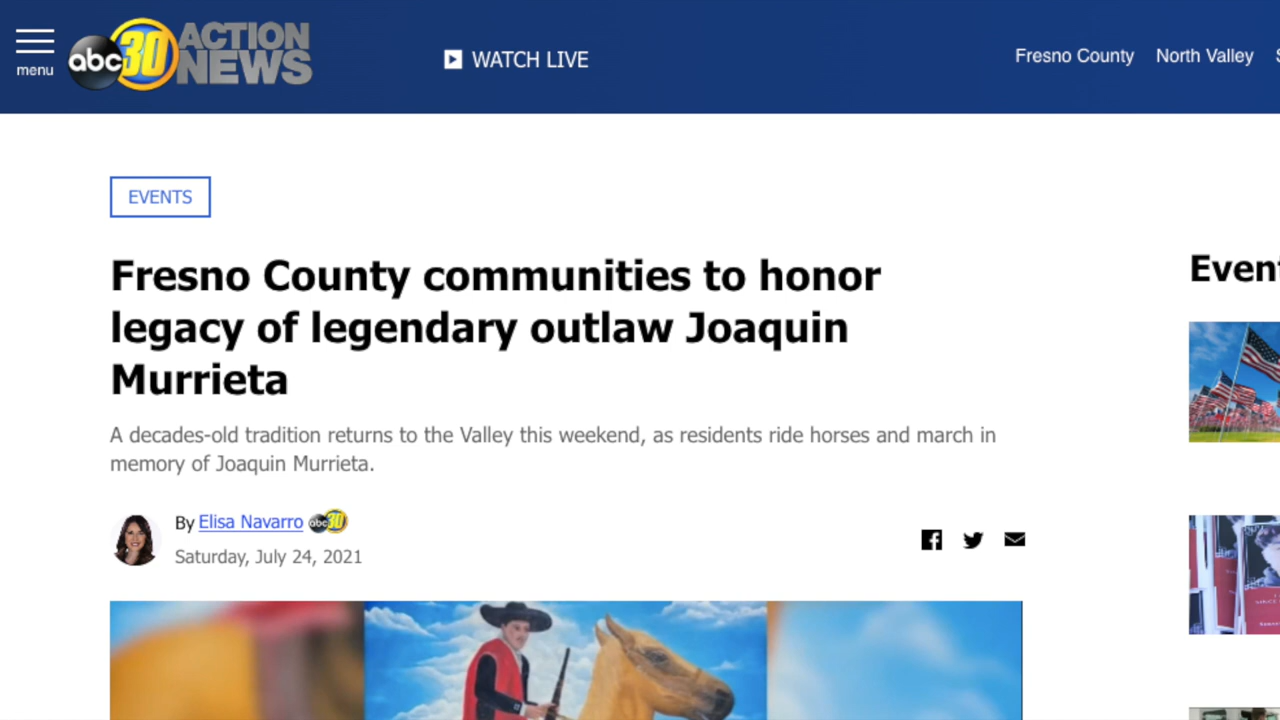 menu
abc 30 ACTION NEWS
WATCH LIVE
Fresno County
North Valley
EVENTS
Fresno County communities to honor
legacy of legendary outlaw Joaquin
Murrieta
A decades-old tradition returns to the Valley this weekend, as residents ride horses and march in
memory of Joaquin Murrieta.
By Elisa Navarro abc 30
Saturday, July 24, 2021